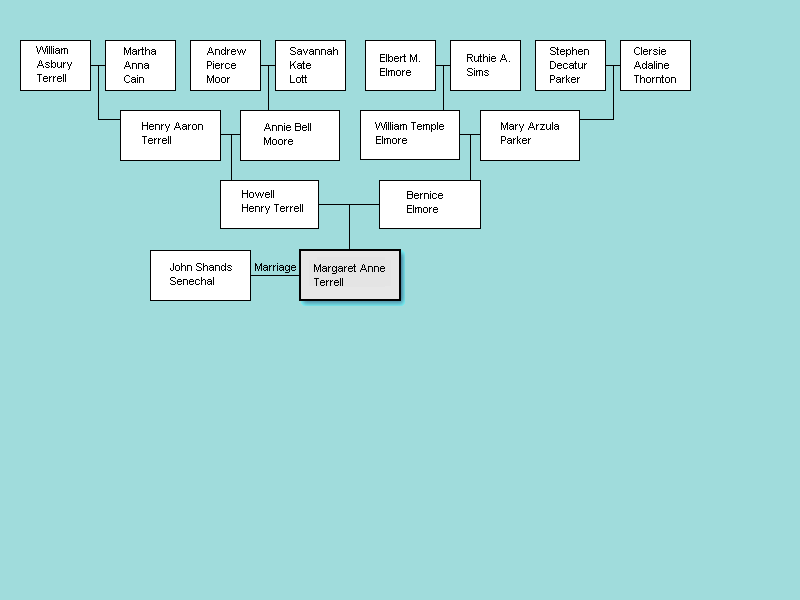 William
Asbury
Terrell
Martha
Anna
Cain
Andrew
Pierce
Moor
Savannah
Kate
Lott
Elbert M.
Elmore
Ruthie A.
Sims
Stephen
Decatur
Parker
Clersie
Adaline
Thornton
Henry Aaron
Terrell
Annie Bell
Moore
William Temple
Elmore
Mary Arzula
Parker
Howell
Henry Terrell
Bernice
Elmore
John Shands
Senechal
Marriage
Margaret Anne
Terrell